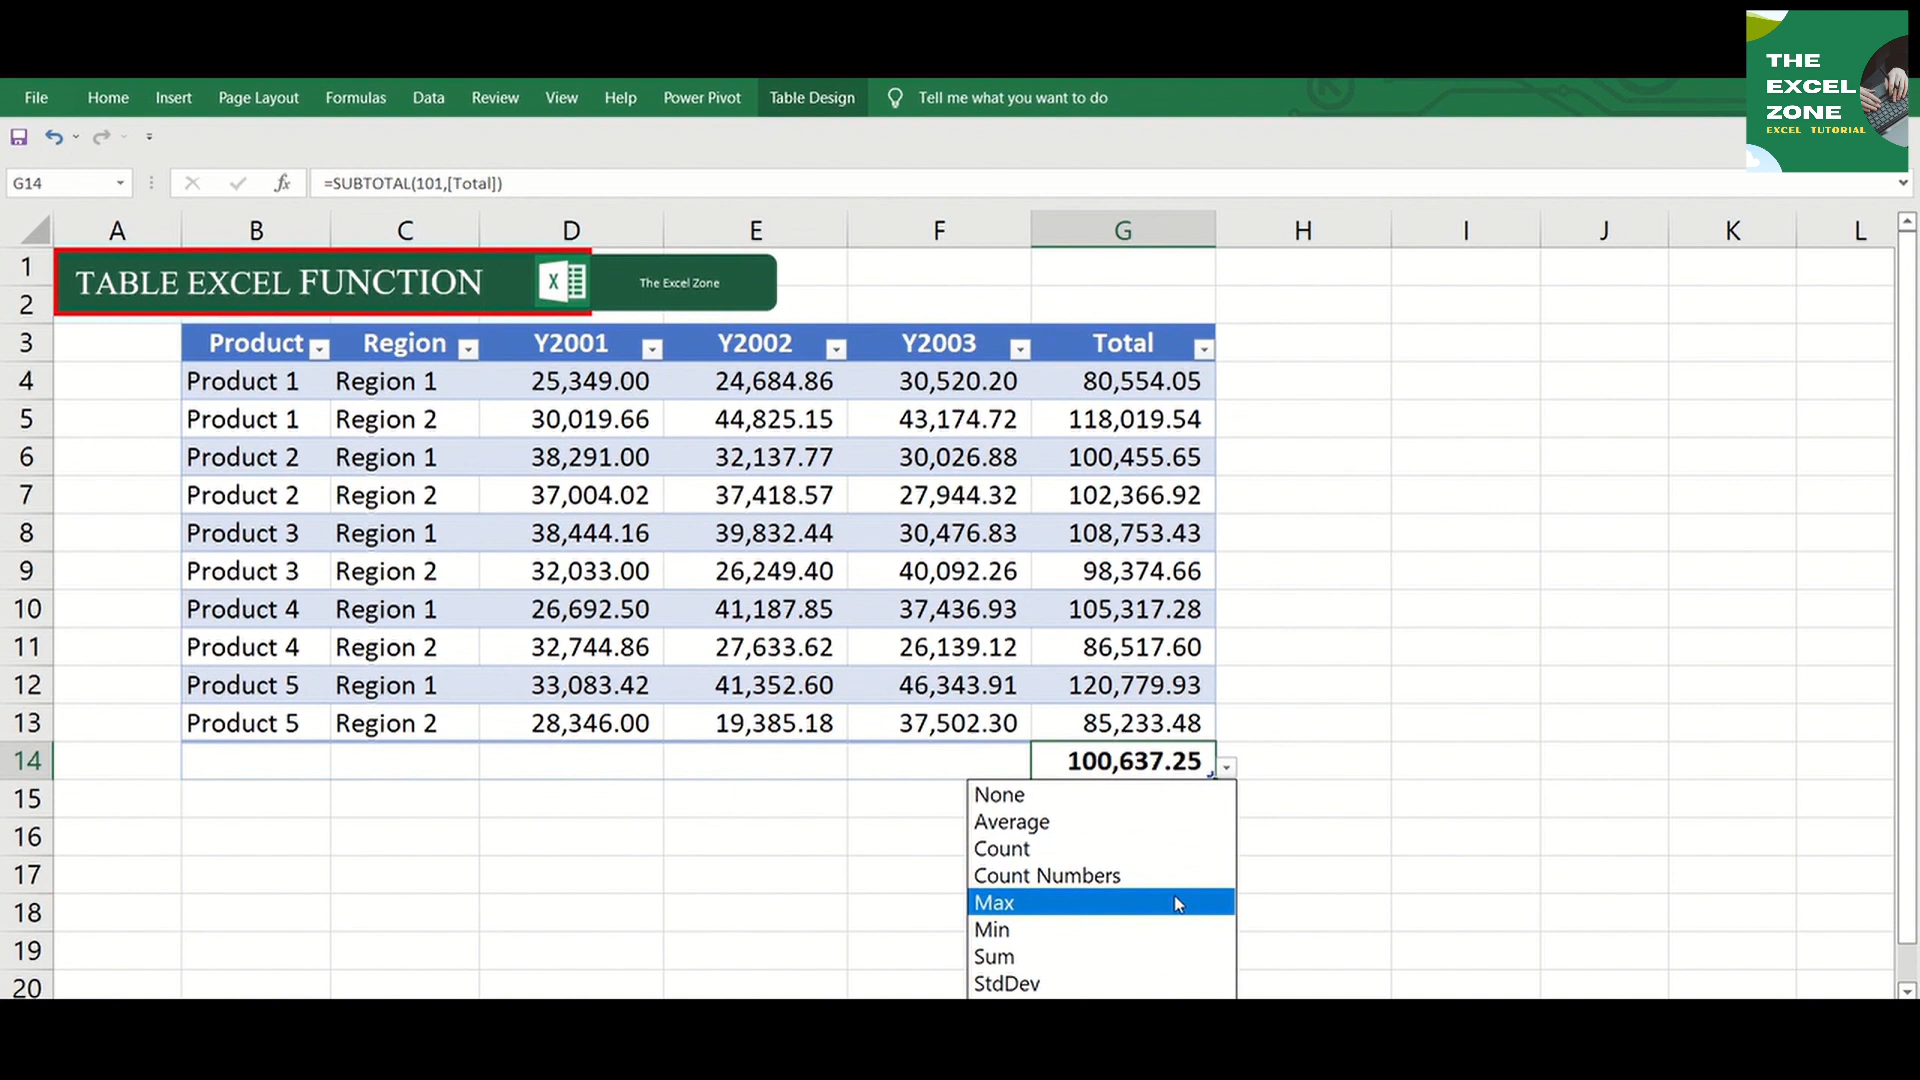 THE
EXCEL
ZONE
EXCEL TUTORIAL
File Home Insert Page Layout Formulas Data Review View Help Power Pivot Table Design Tell me what you want to do
G14 fx =SUBTOTAL(101,[Total])
A B C D E F G H I J K L
1
TABLE EXCEL FUNCTION X The Excel Zone
2
3 Product Region Y2001 Y2002 Y2003 Total
4 Product 1 Region 1 25,349.00 24,684.86 30,520.20 80,554.05
5 Product 1 Region 2 30,019.66 44,825.15 43,174.72 118,019.54
6 Product 2 Region 1 38,291.00 32,137.77 30,026.88 100,455.65
7 Product 2 Region 2 37,004.02 37,418.57 27,944.32 102,366.92
8 Product 3 Region 1 38,444.16 39,832.44 30,476.83 108,753.43
9 Product 3 Region 2 32,033.00 26,249.40 40,092.26 98,374.66
10 Product 4 Region 1 26,692.50 41,187.85 37,436.93 105,317.28
11 Product 4 Region 2 32,744.86 27,633.62 26,139.12 86,517.60
12 Product 5 Region 1 33,083.42 41,352.60 46,343.91 120,779.93
13 Product 5 Region 2 28,346.00 19,385.18 37,502.30 85,233.48
14 100,637.25
15 None
Average
16 Count
17 Count Numbers
18 Max
Min
19 Sum
20 StdDev